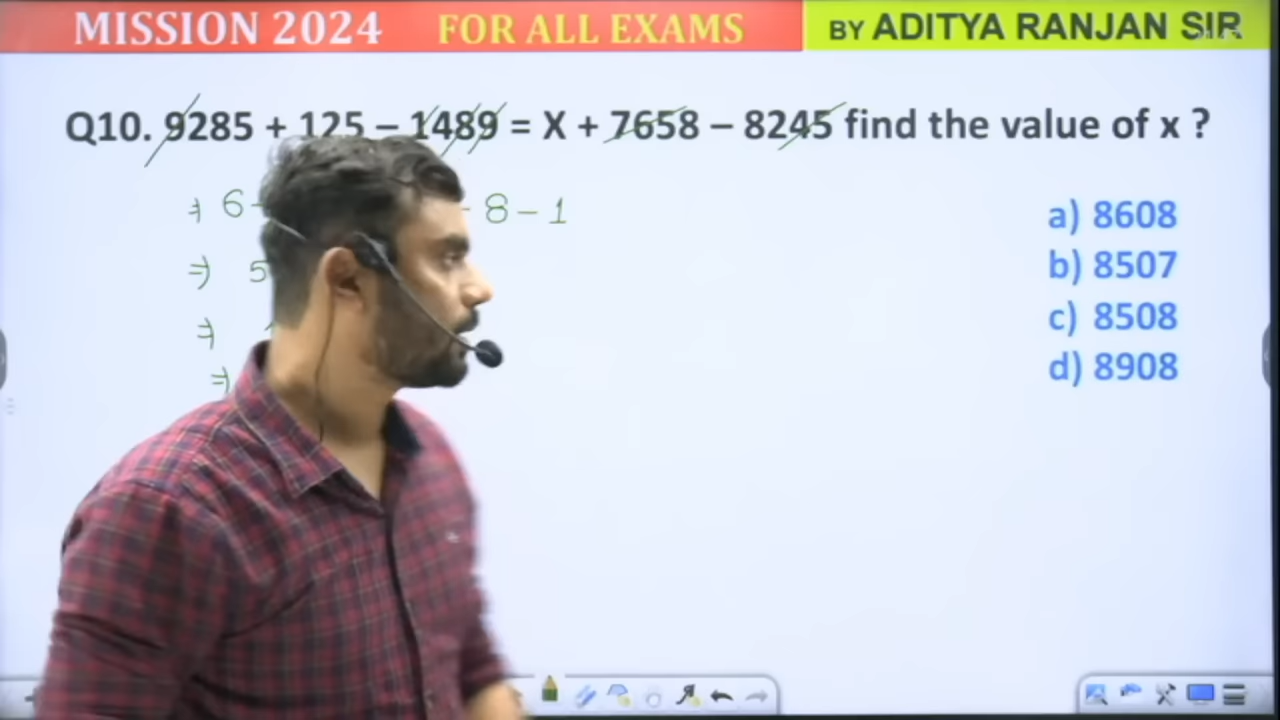 MISSION 2024 FOR ALL EXAMS BY ADITYA RANJAN SIR
Q10. 9285 + 125 – 1489 = X + 7658 – 8245 find the value of x ?
⇒ 6 - 8 – 1
⇒ 5
⇒
⇒
a) 8608
b) 8507
c) 8508
d) 8908